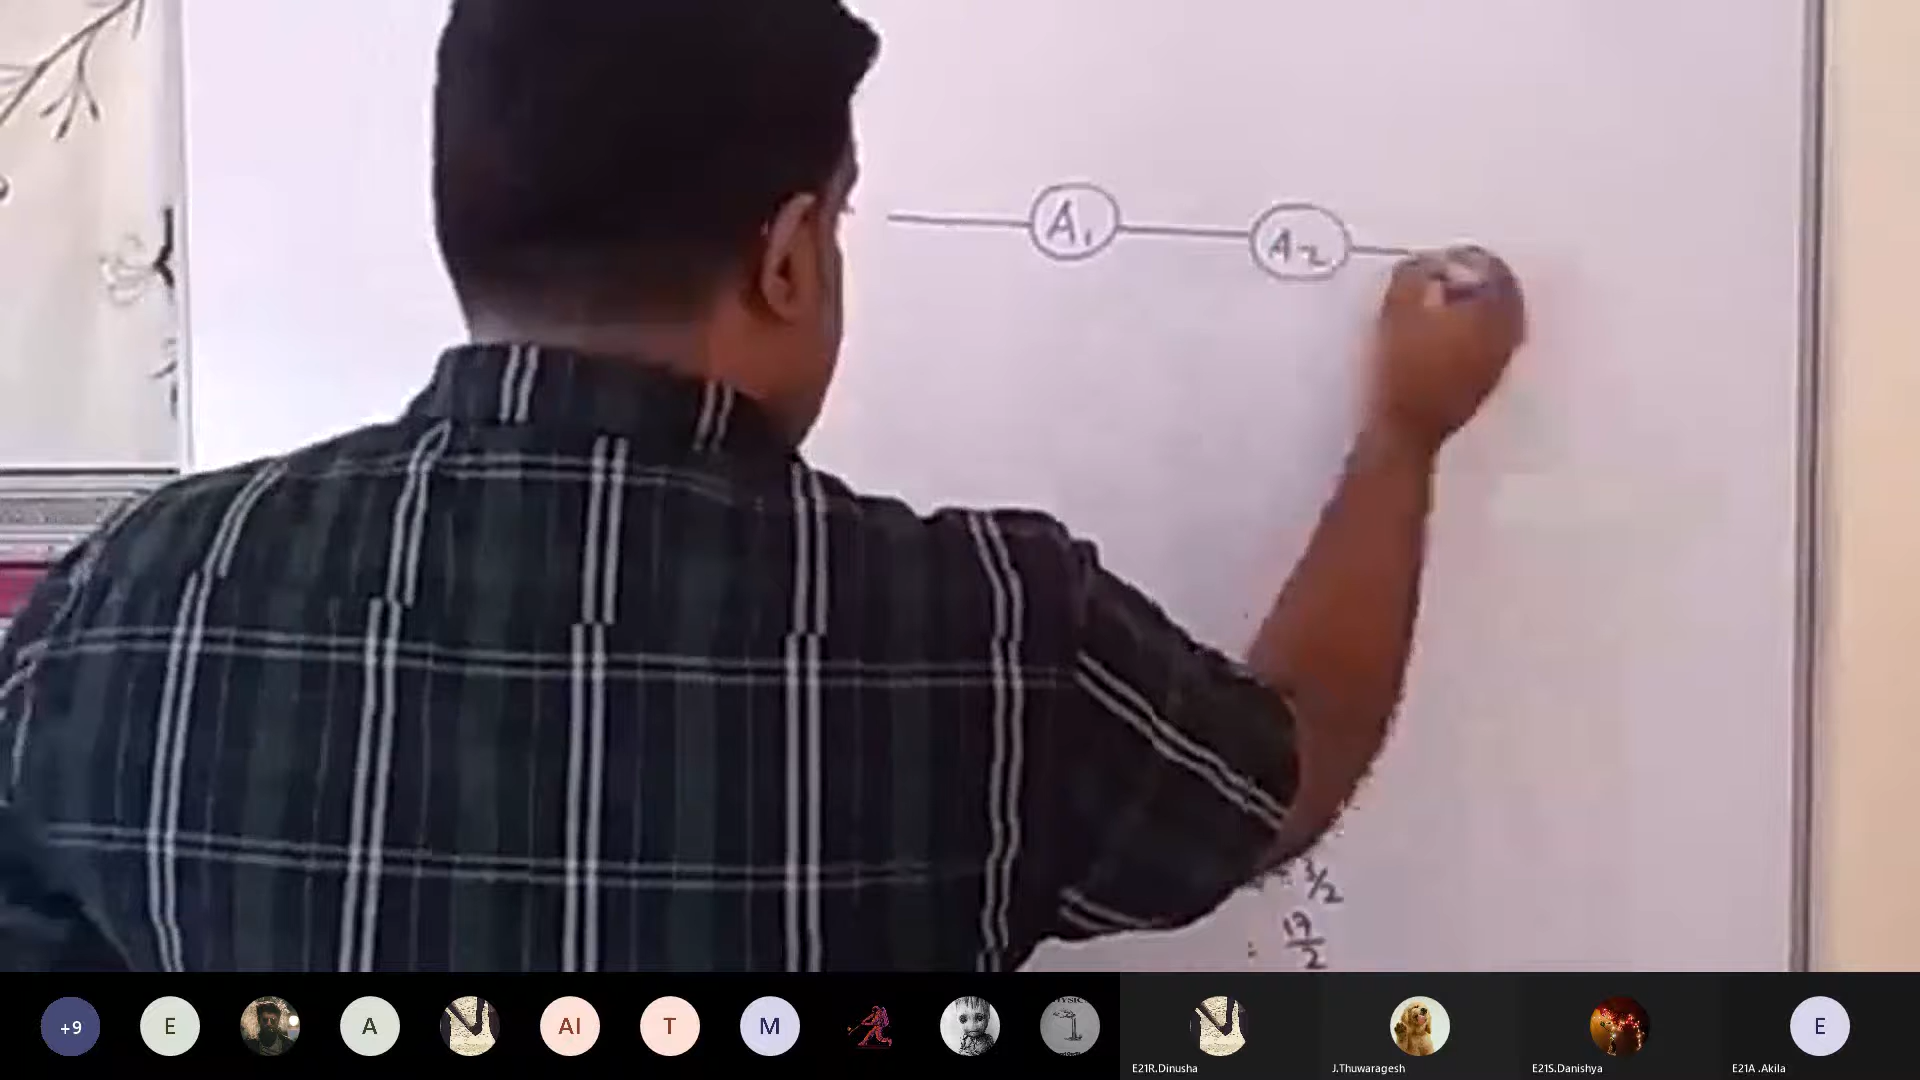 A1 A2
3/2
: 17/2
+9 E A AI T M E
E21R.Dinusha J.Thuwaragesh E21S.Danishya E21A .Akila